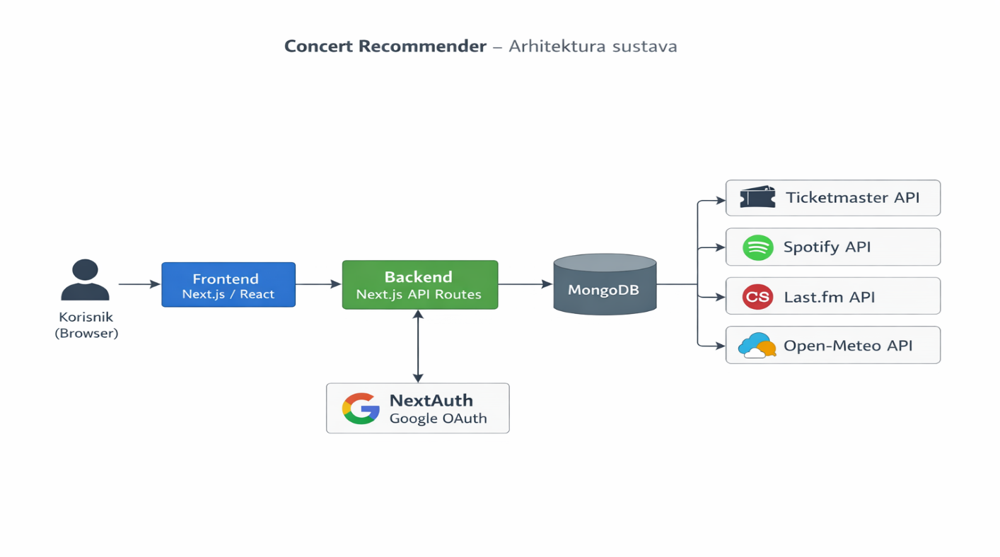 Concert Recommender – Arhitektura sustava
Korisnik
(Browser)
Frontend
Next.js / React
Backend
Next.js API Routes
NextAuth
Google OAuth
MongoDB
Ticketmaster API
Spotify API
CS Last.fm API
Open-Meteo API